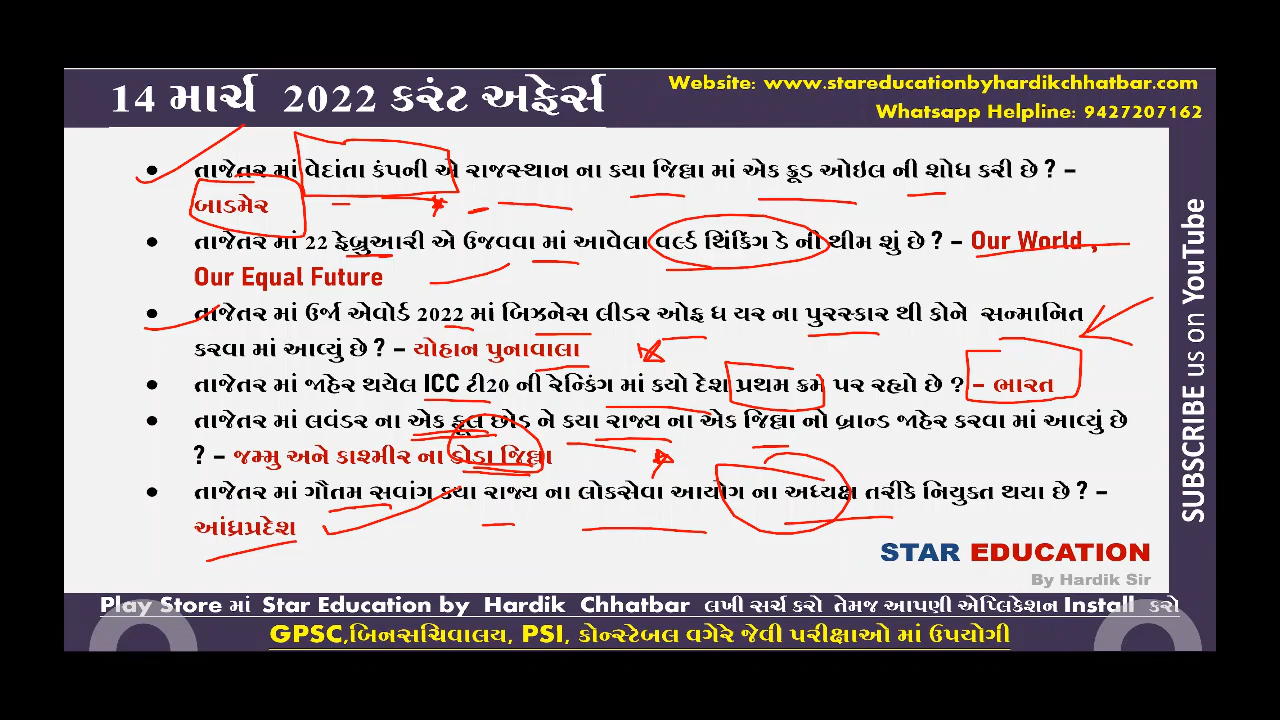 14 માર્ચ 2022 કરંટ અફેર્સ
Website: www.stareducationbyhardikchhatbar.com
Whatsapp Helpline: 9427207162
• તાજેતર માં વેદાંતા કંપની એ રાજસ્થાન ના કયા જિલ્લા માં એક ક્રૂડ ઓઇલ ની શોધ કરી છે ? –
બાડમેર
• તાજેતર માં 22 ફેબ્રુઆરી એ ઉજવવા માં આવેલા વર્લ્ડ થિંકિંગ ડે ની થીમ શું છે ? – Our World ,
Our Equal Future
• તાજેતર માં ઉર્જા એવોર્ડ 2022 માં બિઝનેસ લીડર ઓફ ધ યર ના પુરસ્કાર થી કોને સન્માનિત
કરવા માં આવ્યું છે ? – યોહાન પુનાવાલા
• તાજેતર માં જાહેર થયેલ ICC ટી20 ની રેન્કિંગ માં કયો દેશ પ્રથમ ક્રમ પર રહ્યો છે ? – ભારત
• તાજેતર માં લવંડર ના એક ફૂલ છોડ ને કયા રાજ્ય ના એક જિલ્લા નો બ્રાન્ડ જાહેર કરવા માં આવ્યું છે
? – જમ્મુ અને કાશ્મીર ના ડોડા જિલ્લા
• તાજેતર માં ગૌતમ સવાંગ કયા રાજ્ય ના લોકસેવા આયોગ ના અધ્યક્ષ તરીકે નિયુક્ત થયા છે ? –
આંધ્રપ્રદેશ
STAR EDUCATION
By Hardik Sir
SUBSCRIBE us on YouTube
Play Store માં Star Education by Hardik Chhatbar લખી સર્ચ કરો તેમજ આપણી એપ્લિકેશન Install કરો
GPSC,બિનસચિવાલય, PSI, કોન્સ્ટેબલ વગેરે જેવી પરીક્ષાઓ માં ઉપયોગી